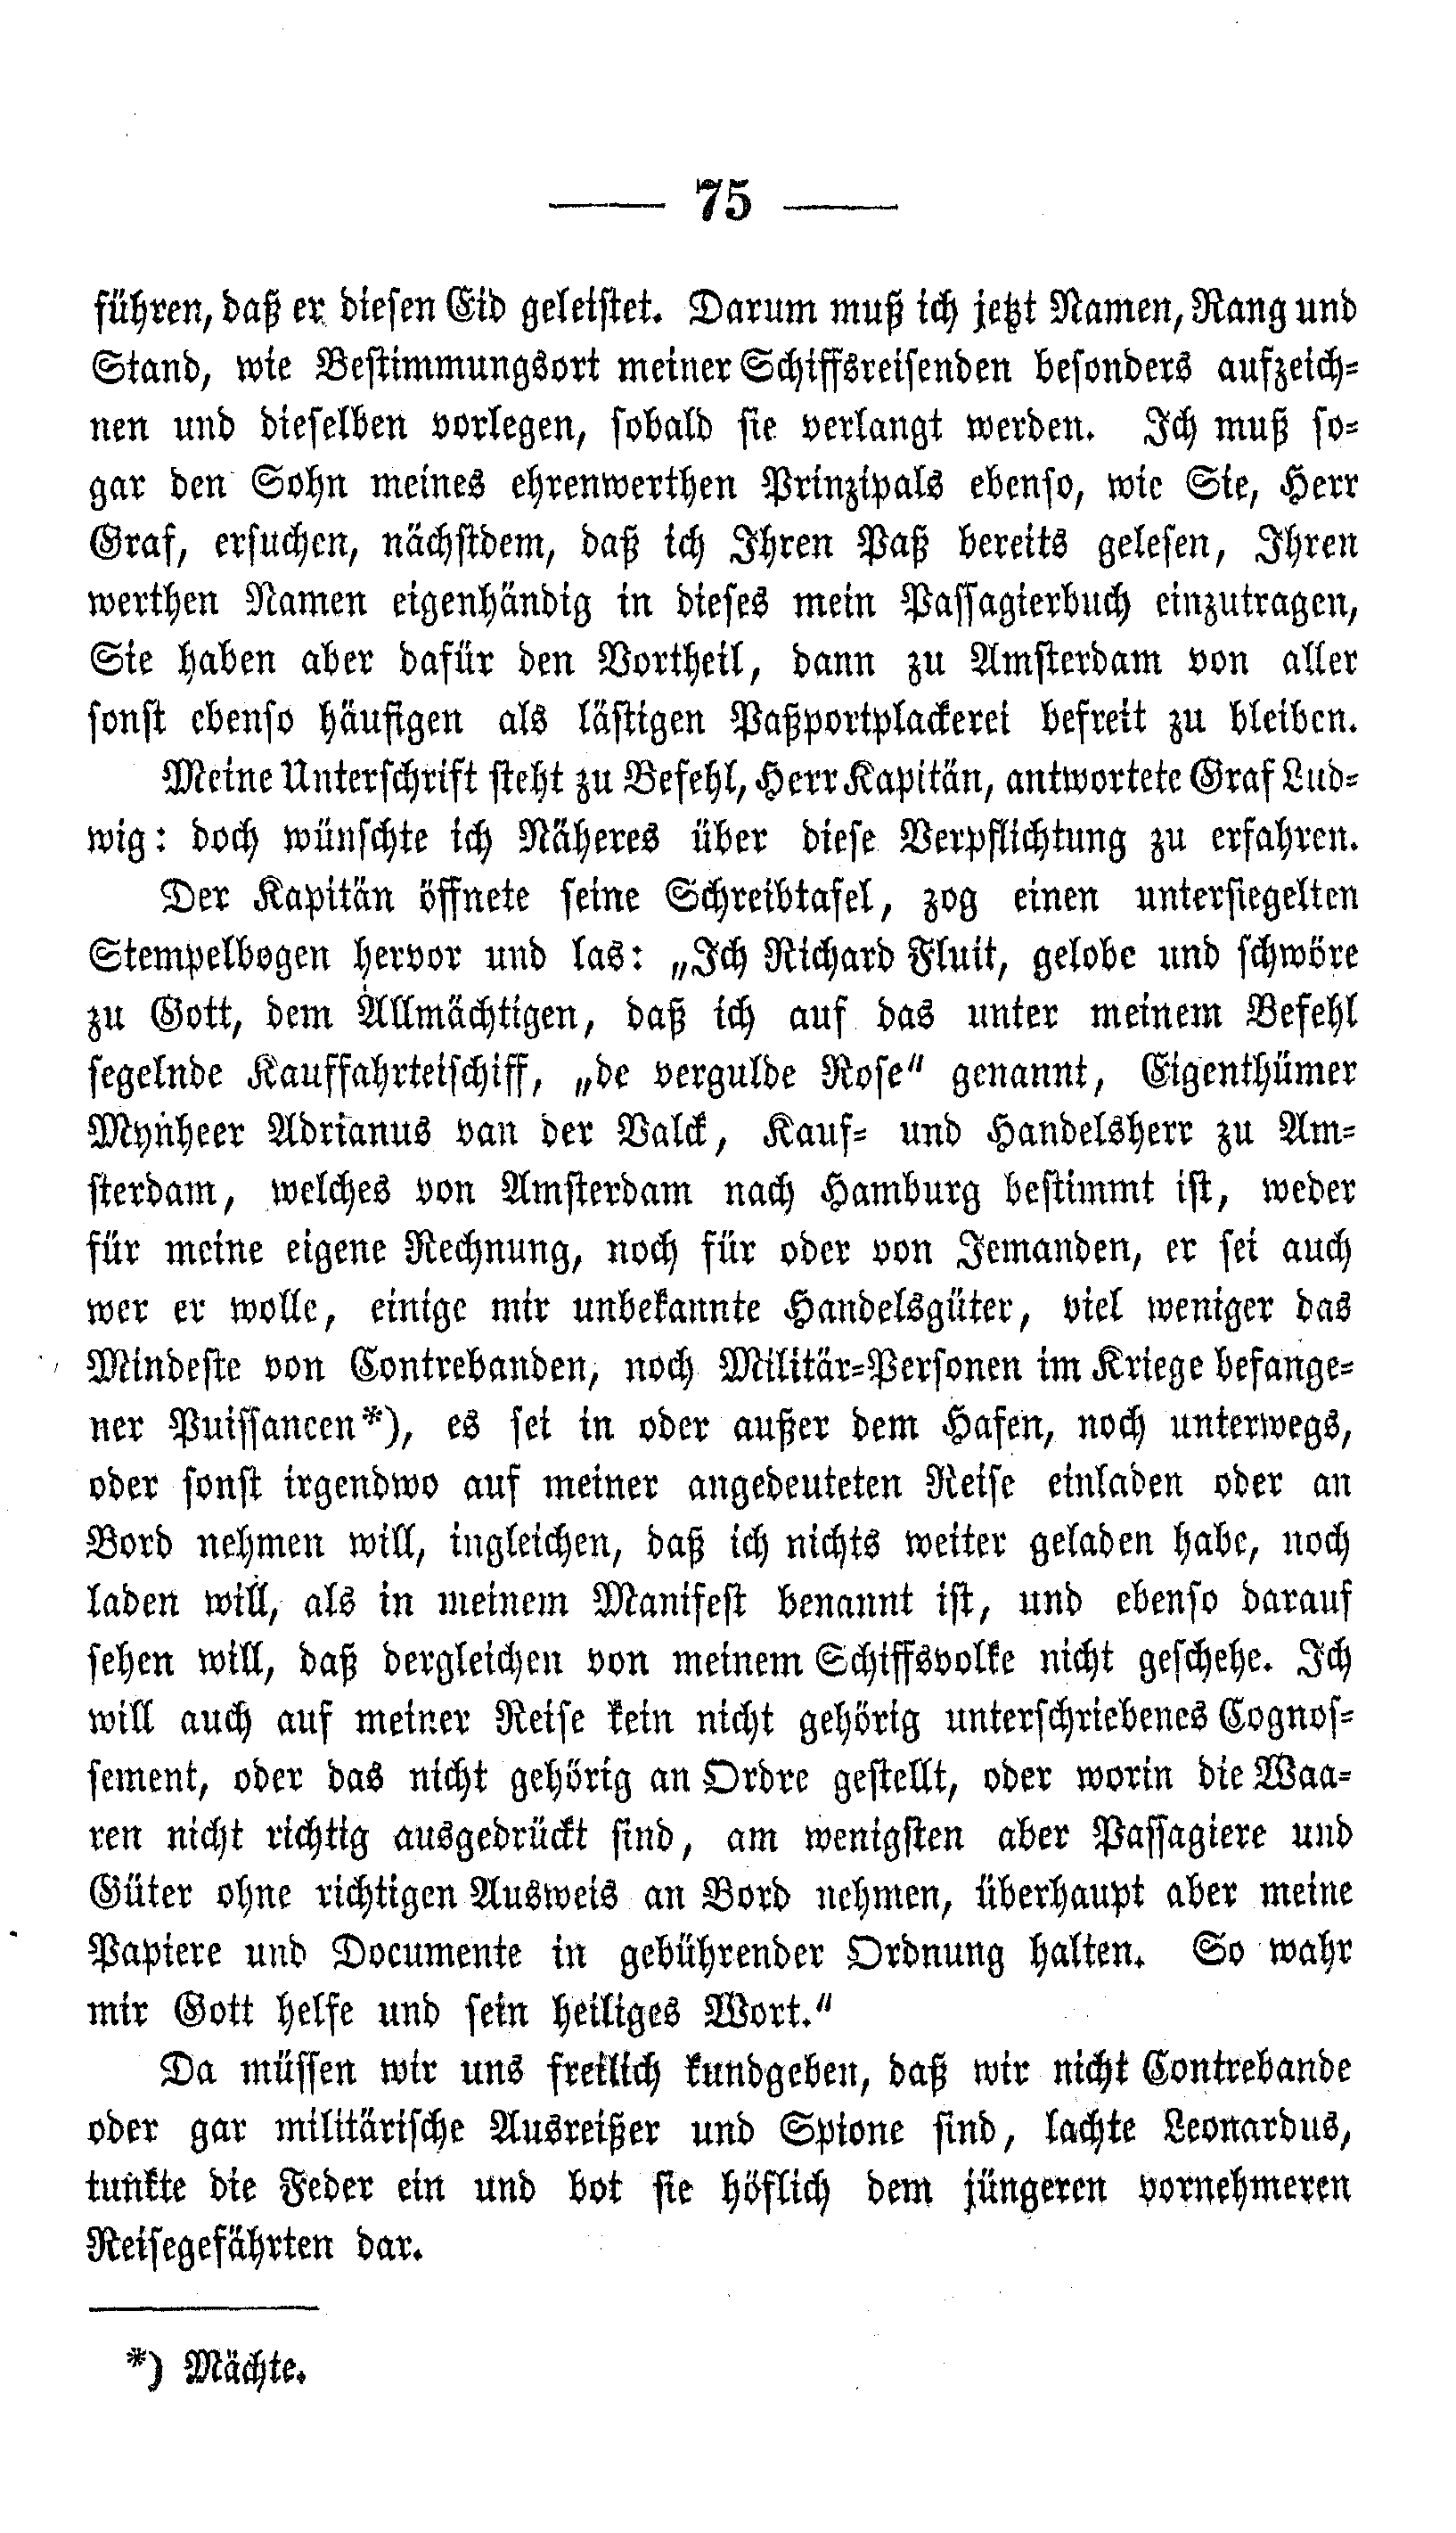 — 75 —
führen, daß er diesen Eid geleistet. Darum muß ich jetzt Namen, Rang und
Stand, wie Bestimmungsort meiner Schiffsreisenden besonders aufzeich-
nen und dieselben vorlegen, sobald sie verlangt werden. Ich muß so-
gar den Sohn meines ehrenwerthen Prinzipals ebenso, wie Sie, Herr
Graf, ersuchen, nächstdem, daß ich Ihren Paß bereits gelesen, Ihren
werthen Namen eigenhändig in dieses mein Passagierbuch einzutragen,
Sie haben aber dafür den Vortheil, dann zu Amsterdam von aller
sonst ebenso häufigen als lästigen Paßportplackerei befreit zu bleiben.
Meine Unterschrift steht zu Befehl, Herr Kapitän, antwortete Graf Lud-
wig: doch wünschte ich Näheres über diese Verpflichtung zu erfahren.
Der Kapitän öffnete seine Schreibtafel, zog einen untersiegelten
Stempelbogen hervor und las: „Ich Richard Fluit, gelobe und schwöre
zu Gott, dem Allmächtigen, daß ich auf das unter meinem Befehl
segelnde Kauffahrteischiff, „de vergulde Rose“ genannt, Eigenthümer
Mynheer Adrianus van der Valck, Kauf- und Handelsherr zu Am-
sterdam, welches von Amsterdam nach Hamburg bestimmt ist, weder
für meine eigene Rechnung, noch für oder von Jemanden, er sei auch
wer er wolle, einige mir unbekannte Handelsgüter, viel weniger das
Mindeste von Contrebanden, noch Militär-Personen im Kriege befange-
ner Puissancen*), es sei in oder außer dem Hafen, noch unterwegs,
oder sonst irgendwo auf meiner angedeuteten Reise einladen oder an
Bord nehmen will, ingleichen, daß ich nichts weiter geladen habe, noch
laden will, als in meinem Manifest benannt ist, und ebenso darauf
sehen will, daß dergleichen von meinem Schiffsvolke nicht geschehe. Ich
will auch auf meiner Reise kein nicht gehörig unterschriebenes Cognos-
sement, oder das nicht gehörig an Ordre gestellt, oder worin die Waa-
ren nicht richtig ausgedrückt sind, am wenigsten aber Passagiere und
Güter ohne richtigen Ausweis an Bord nehmen, überhaupt aber meine
Papiere und Documente in gebührender Ordnung halten. So wahr
mir Gott helfe und sein heiliges Wort.“
Da müssen wir uns freilich kundgeben, daß wir nicht Contrebande
oder gar militärische Ausreißer und Spione sind, lachte Leonardus,
tunkte die Feder ein und bot sie höflich dem jüngeren vornehmeren
Reisegefährten dar.
*) Mächte.